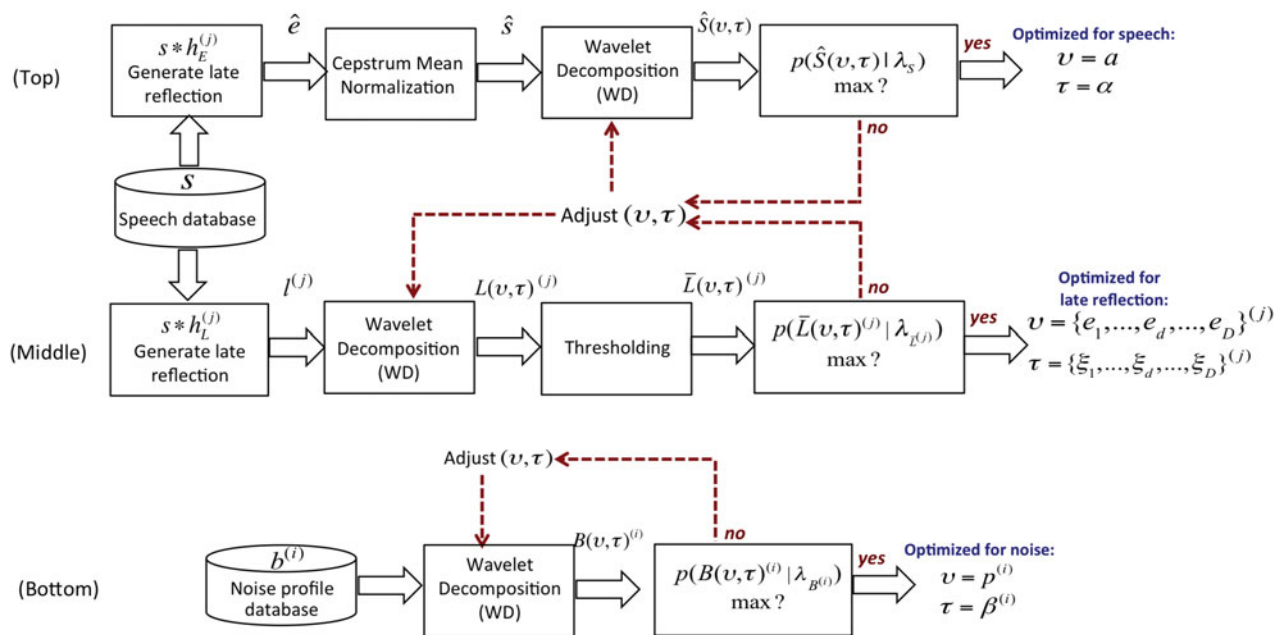 (Top)
s * h_E^{(j)}
Generate late
reflection
ê
Cepstrum Mean
Normalization
ŝ
Wavelet
Decomposition
(WD)
Ŝ(υ,τ)
p(Ŝ(υ,τ) | λ_S)
max ?
yes
no
Optimized for speech:
υ = a
τ = α
S
Speech database
Adjust (υ,τ)
(Middle)
s * h_L^{(j)}
Generate late
reflection
l^{(j)}
Wavelet
Decomposition
(WD)
L(υ,τ)^{(j)}
Thresholding
L̄(υ,τ)^{(j)}
p(L̄(υ,τ)^{(j)} | λ_{L̄^{(j)}})
max ?
no
yes
Optimized for
late reflection:
υ = {e_1,...,e_d,...,e_D}^{(j)}
τ = {ξ_1,...,ξ_d,...,ξ_D}^{(j)}
Adjust (υ,τ)
(Bottom)
b^{(i)}
Noise profile
database
Wavelet
Decomposition
(WD)
B(υ,τ)^{(i)}
p(B(υ,τ)^{(i)} | λ_{B^{(i)}})
max ?
no
yes
Optimized for noise:
υ = p^{(i)}
τ = β^{(i)}